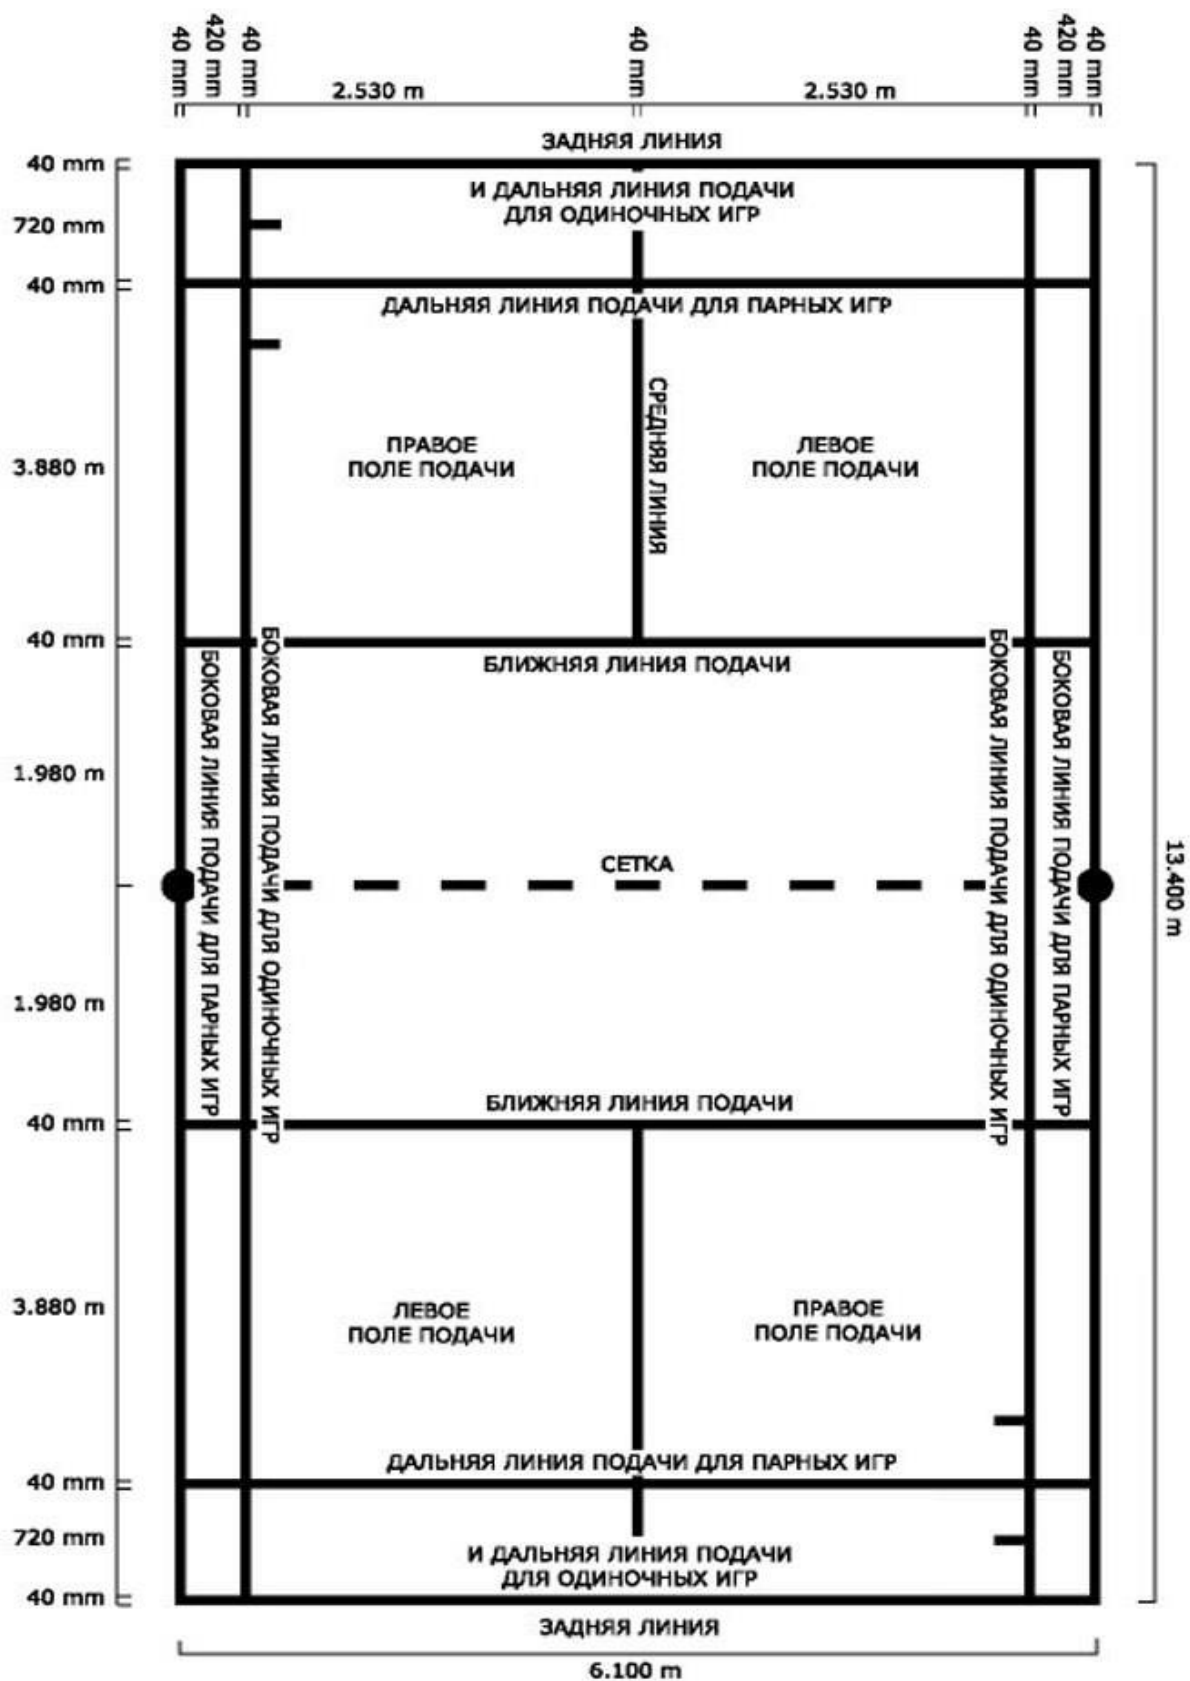 40 mm
420 mm
40 mm
40 mm
40 mm
420 mm
40 mm
2.530 m
2.530 m
ЗАДНЯЯ ЛИНИЯ
40 mm
И ДАЛЬНЯЯ ЛИНИЯ ПОДАЧИ
ДЛЯ ОДИНОЧНЫХ ИГР
720 mm
40 mm
ДАЛЬНЯЯ ЛИНИЯ ПОДАЧИ ДЛЯ ПАРНЫХ ИГР
СРЕДНЯЯ ЛИНИЯ
ПРАВОЕ
ПОЛЕ ПОДАЧИ
ЛЕВОЕ
ПОЛЕ ПОДАЧИ
3.880 m
40 mm
БЛИЖНЯЯ ЛИНИЯ ПОДАЧИ
БОКОВАЯ ЛИНИЯ ПОДАЧИ ДЛЯ ПАРНЫХ ИГР
БОКОВАЯ ЛИНИЯ ПОДАЧИ ДЛЯ ОДИНОЧНЫХ ИГР
БОКОВАЯ ЛИНИЯ ПОДАЧИ ДЛЯ ОДИНОЧНЫХ ИГР
БОКОВАЯ ЛИНИЯ ПОДАЧИ ДЛЯ ПАРНЫХ ИГР
1.980 m
СЕТКА
13.400 m
1.980 m
БЛИЖНЯЯ ЛИНИЯ ПОДАЧИ
40 mm
3.880 m
ЛЕВОЕ
ПОЛЕ ПОДАЧИ
ПРАВОЕ
ПОЛЕ ПОДАЧИ
ДАЛЬНЯЯ ЛИНИЯ ПОДАЧИ ДЛЯ ПАРНЫХ ИГР
40 mm
720 mm
И ДАЛЬНЯЯ ЛИНИЯ ПОДАЧИ
ДЛЯ ОДИНОЧНЫХ ИГР
40 mm
ЗАДНЯЯ ЛИНИЯ
6.100 m